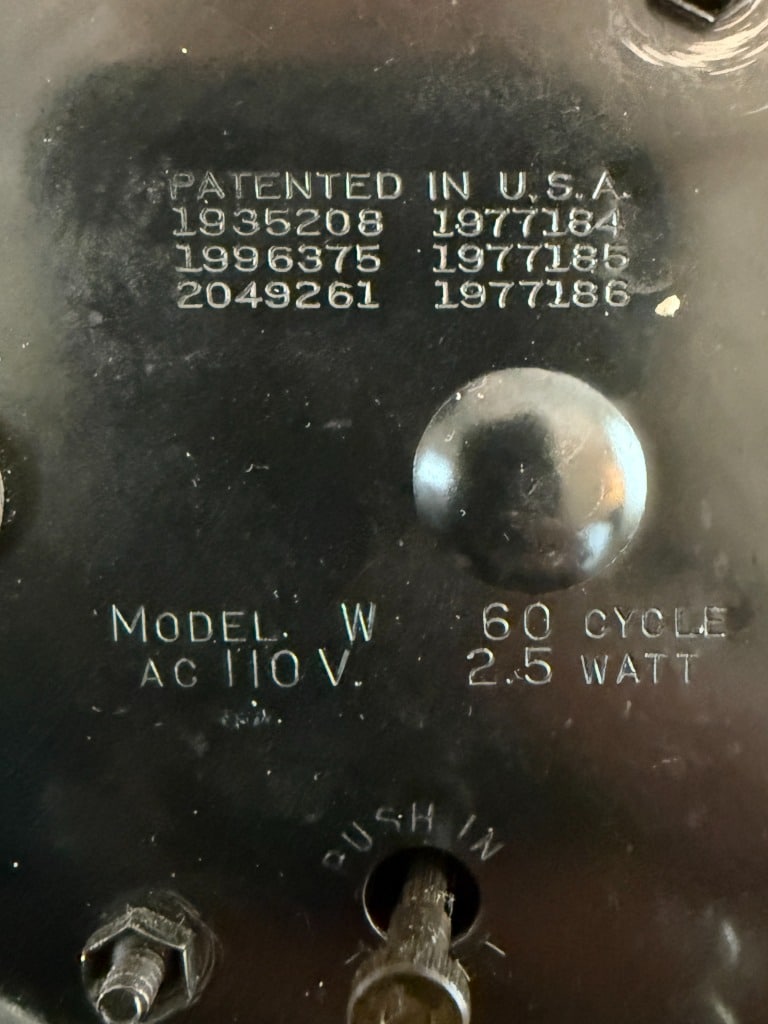 PATENTED IN U.S.A.
1935208 1977184
1996375 1977185
2049261 1977186
MODEL. W 60 CYCLE
AC 110 V. 2.5 WATT
PUSH IN